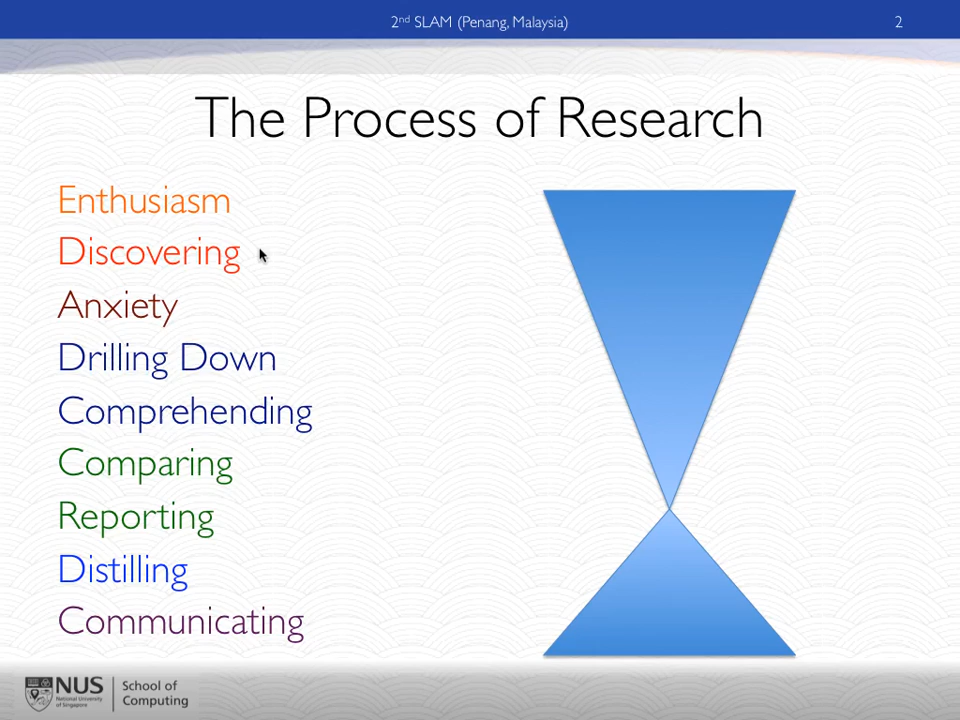 2nd SLAM (Penang, Malaysia)
2
The Process of Research
Enthusiasm
Discovering
Anxiety
Drilling Down
Comprehending
Comparing
Reporting
Distilling
Communicating
NUS
National University
of Singapore
School of
Computing